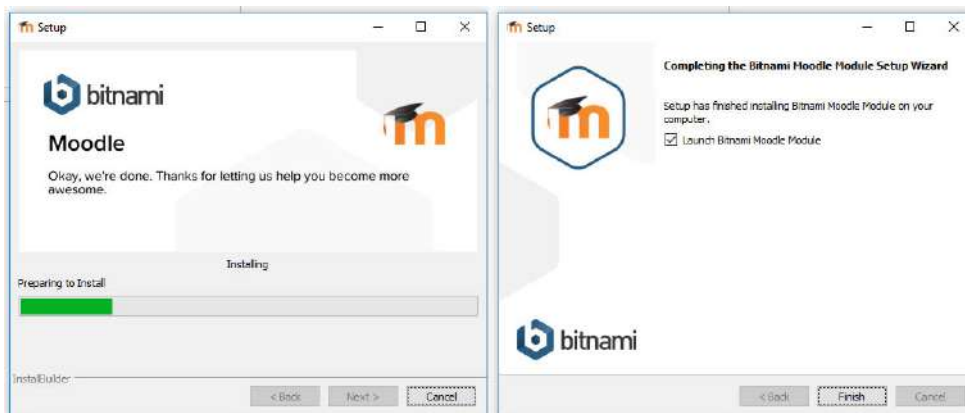 Setup
bitnami
Moodle
Okay, we're done. Thanks for letting us help you become more
awesome.
Installing
Preparing to Install
InstallBuilder
< Back
Next >
Cancel
Setup
Completing the Bitnami Moodle Module Setup Wizard
Setup has finished installing Bitnami Moodle Module on your
computer.
Launch Bitnami Moodle Module
bitnami
< Back
Finish
Cancel